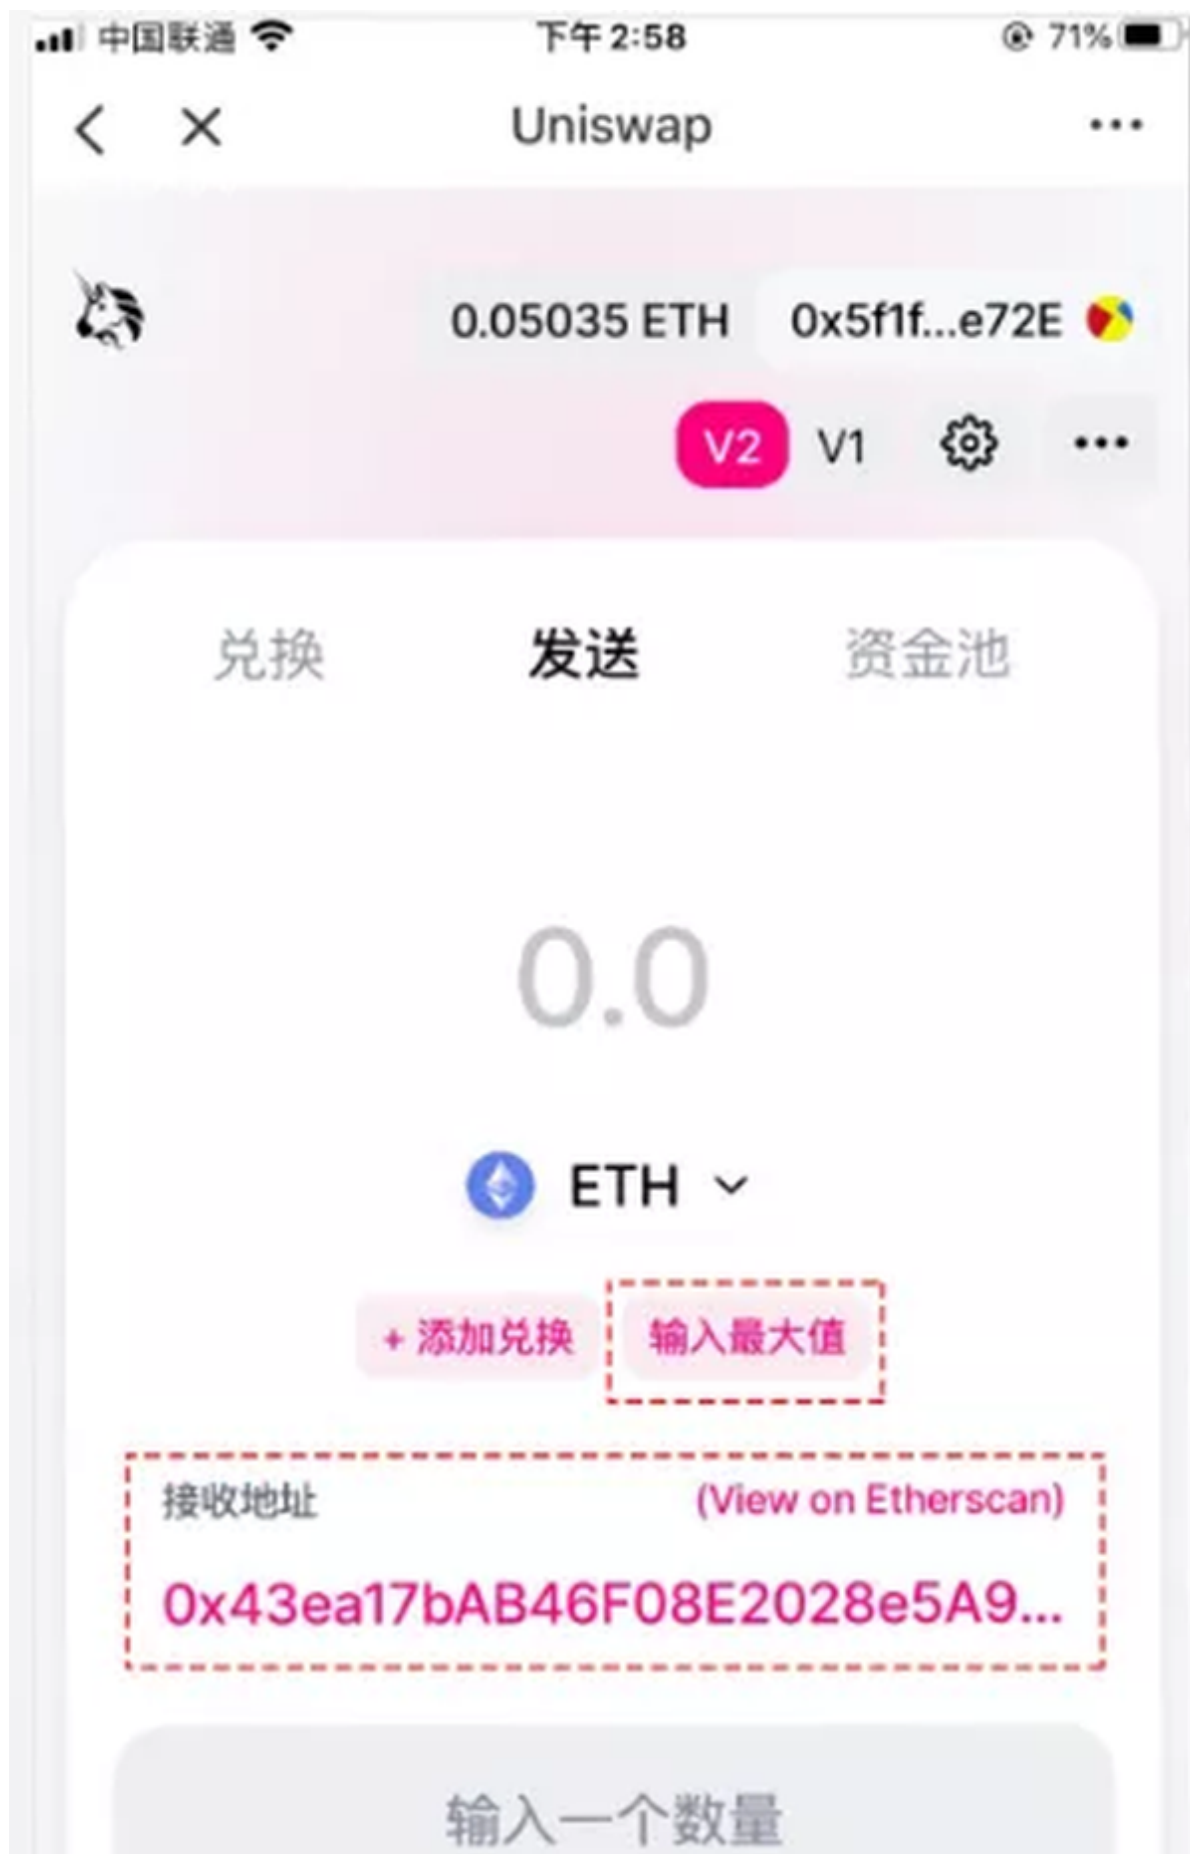 中国联通 下午 2:58 71%
Uniswap
0.05035 ETH 0x5f1f...e72E
V2 V1
兑换 发送 资金池
0.0
ETH
+ 添加兑换 输入最大值
接收地址 (View on Etherscan)
0x43ea17bAB46F08E2028e5A9...
输入一个数量